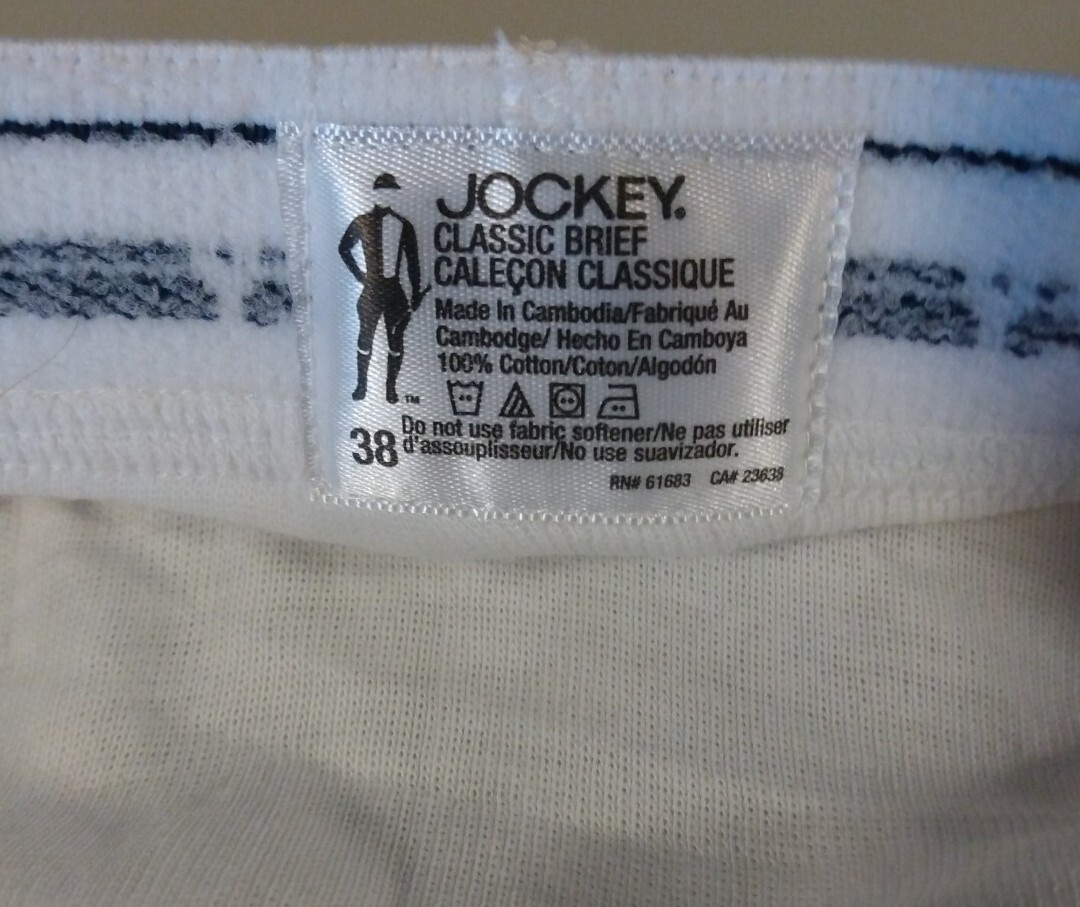 JOCKEY.
CLASSIC BRIEF
CALEÇON CLASSIQUE
Made In Cambodia/Fabriqué Au
Cambodge/ Hecho En Camboya
100% Cotton/Coton/Algodón
TM
38
Do not use fabric softener/Ne pas utiliser
d'assouplisseur/No use suavizador.
RN# 61683 CA# 23638